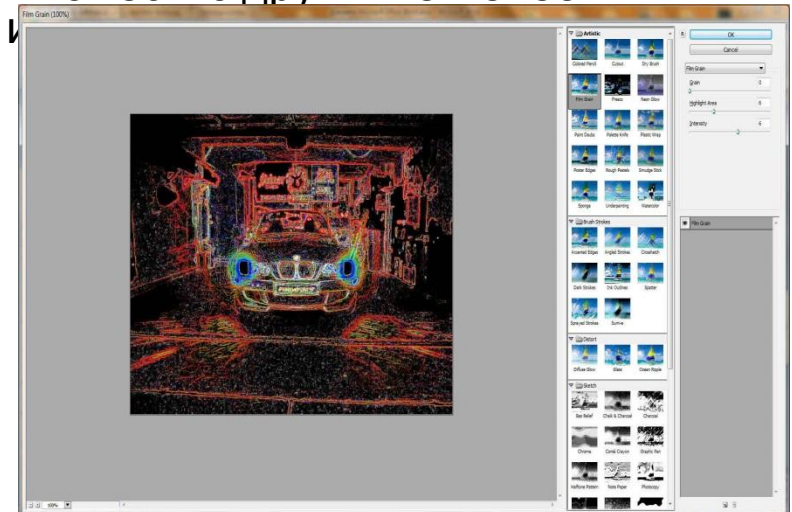 Film Grain (100%)
Artistic
Colored Pencil Cutout Dry Brush
Film Grain Fresco Neon Glow
Paint Daubs Palette Knife Plastic Wrap
Poster Edges Rough Pastels Smudge Stick
Sponge Underpainting Watercolor
Brush Strokes
Accented Edges Angled Strokes Crosshatch
Dark Strokes Ink Outlines Spatter
Sprayed Strokes Sumi-e
Distort
Diffuse Glow Glass Ocean Ripple
Sketch
Bas Relief Chalk & Charcoal Charcoal
Chrome Conté Crayon Graphic Pen
Halftone Pattern Note Paper Photocopy
OK
Cancel
Film Grain
Grain 0
Highlight Area 6
Intensity 6
Film Grain